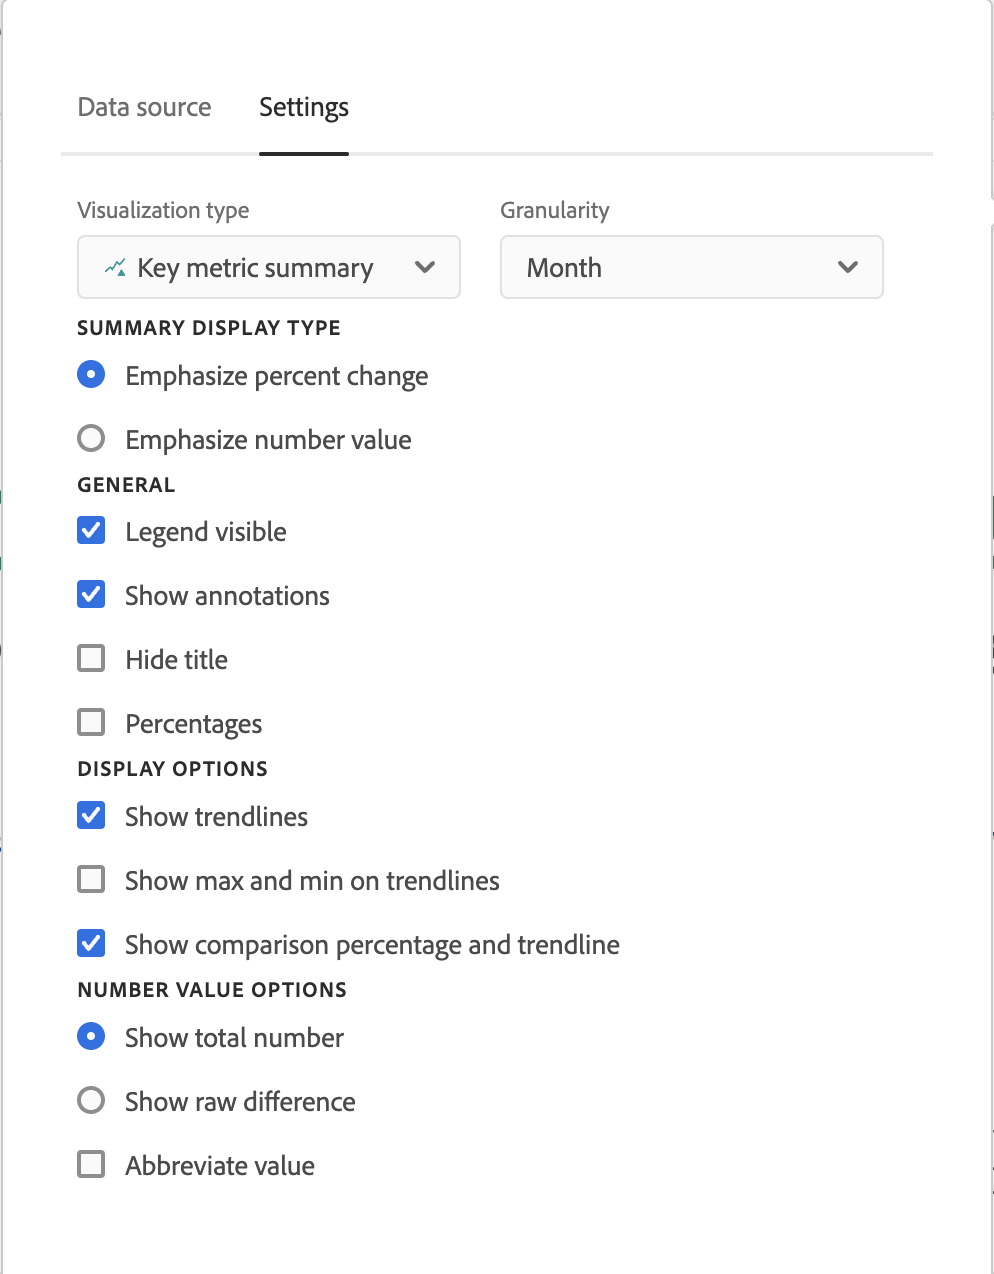 Data source Settings
Visualization type Granularity
Key metric summary Month
SUMMARY DISPLAY TYPE
Emphasize percent change
Emphasize number value
GENERAL
Legend visible
Show annotations
Hide title
Percentages
DISPLAY OPTIONS
Show trendlines
Show max and min on trendlines
Show comparison percentage and trendline
NUMBER VALUE OPTIONS
Show total number
Show raw difference
Abbreviate value